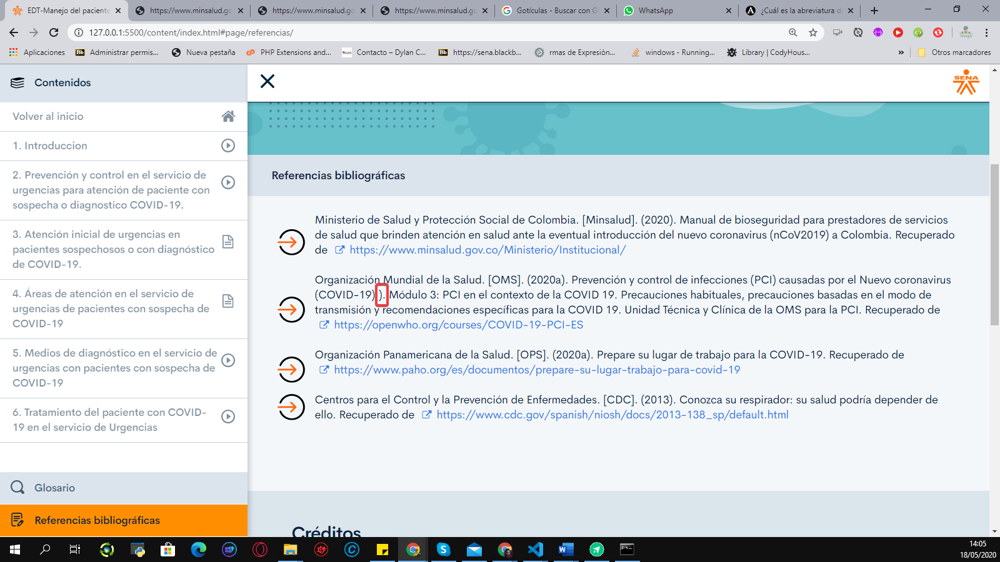 EDT-Manejo del paciente
https://www.minsalud.go
https://www.minsalud.go
https://www.minsalud.go
Gotículas - Buscar con G
WhatsApp
¿Cuál es la abreviatura d
127.0.0.1:5500/content/index.html#page/referencias/
Aplicaciones
Administrar permis...
Nueva pestaña
PHP Extensions and...
Contacto – Dylan C...
https://sena.blackb...
rmas de Expresiòn...
windows - Running...
Library | CodyHous...
»
Otros marcadores
Contenidos
SENA
Volver al inicio
1. Introduccion
2. Prevención y control en el servicio de
urgencias para atención de paciente con
sospecha o diagnostico COVID-19.
3. Atención inicial de urgencias en
pacientes sospechosos o con diagnóstico
de COVID-19.
4. Áreas de atención en el servicio de
urgencias de pacientes con sospecha de
COVID-19
5. Medios de diagnóstico en el servicio de
urgencias con pacientes con sospecha de
COVID-19
6. Tratamiento del paciente con COVID-
19 en el servicio de Urgencias
Glosario
Referencias bibliográficas
Referencias bibliográficas
Ministerio de Salud y Protección Social de Colombia. [Minsalud]. (2020). Manual de bioseguridad para prestadores de servicios
de salud que brinden atención en salud ante la eventual introducción del nuevo coronavirus (nCoV2019) a Colombia. Recuperado
de https://www.minsalud.gov.co/Ministerio/Institucional/
Organización Mundial de la Salud. [OMS]. (2020a). Prevención y control de infecciones (PCI) causadas por el Nuevo coronavirus
(COVID-19) ). Módulo 3: PCI en el contexto de la COVID 19. Precauciones habituales, precauciones basadas en el modo de
transmisión y recomendaciones específicas para la COVID 19. Unidad Técnica y Clínica de la OMS para la PCI. Recuperado de
https://openwho.org/courses/COVID-19-PCI-ES
Organización Panamericana de la Salud. [OPS]. (2020a). Prepare su lugar de trabajo para la COVID-19. Recuperado de
https://www.paho.org/es/documentos/prepare-su-lugar-trabajo-para-covid-19
Centros para el Control y la Prevención de Enfermedades. [CDC]. (2013). Conozca su respirador: su salud podría depender de
ello. Recuperado de https://www.cdc.gov/spanish/niosh/docs/2013-138_sp/default.html
Créditos
14:05
18/05/2020